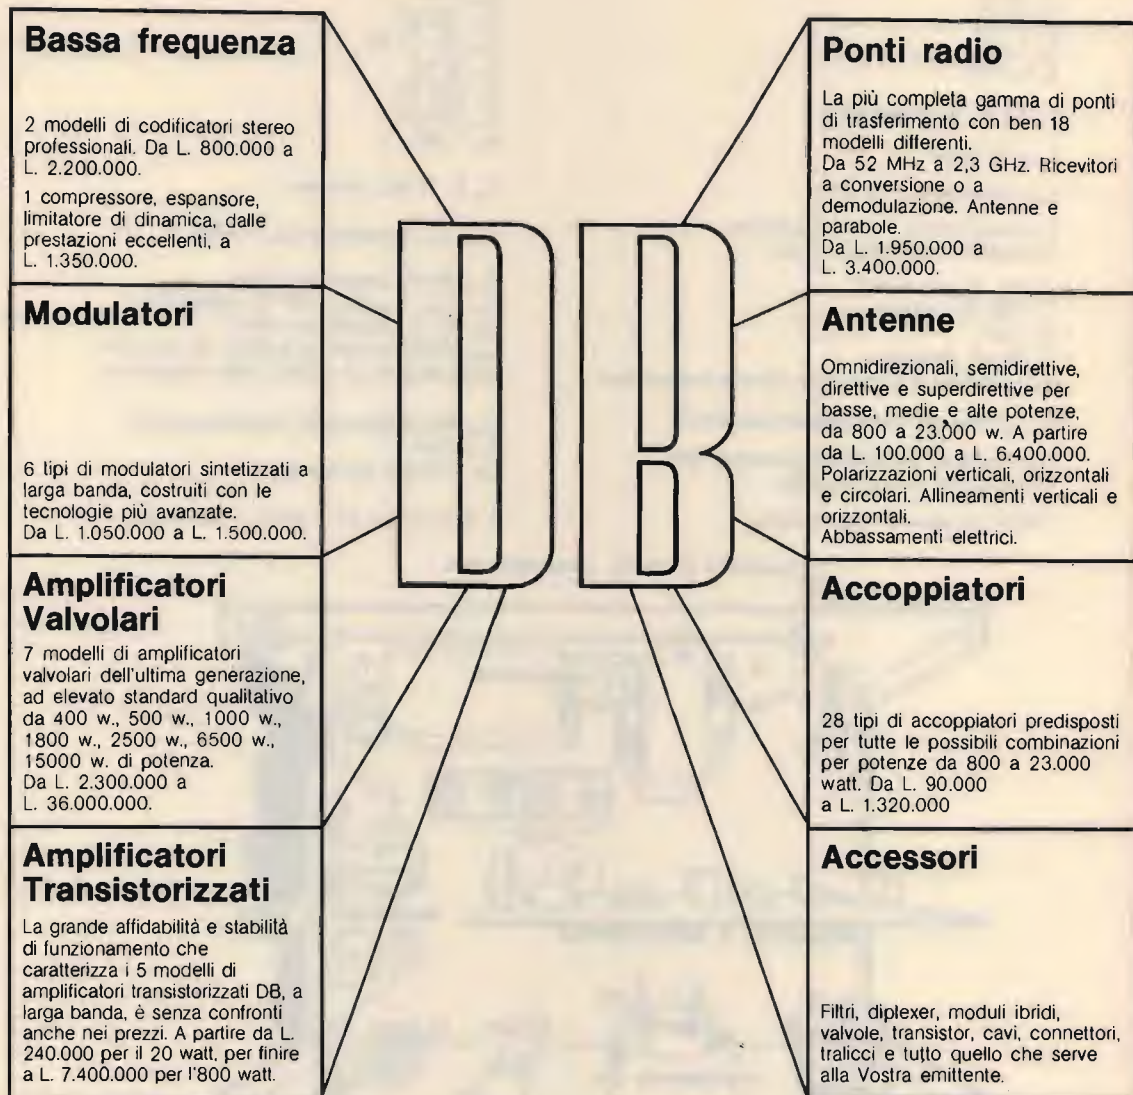 Bassa frequenza
2 modelli di codificatori stereo
professionali. Da L. 800.000 a
L. 2.200.000.
1 compressore, espansore,
limitatore di dinamica, dalle
prestazioni eccellenti, a
L. 1.350.000.
Modulatori
6 tipi di modulatori sintetizzati a
larga banda, costruiti con le
tecnologie più avanzate.
Da L. 1.050.000 a L. 1.500.000.
Amplificatori
Valvolari
7 modelli di amplificatori
valvolari dell'ultima generazione,
ad elevato standard qualitativo
da 400 w., 500 w., 1000 w.,
1800 w., 2500 w., 6500 w.,
15000 w. di potenza.
Da L. 2.300.000 a
L. 36.000.000.
Amplificatori
Transistorizzati
La grande affidabilità e stabilità
di funzionamento che
caratterizza i 5 modelli di
amplificatori transistorizzati DB, a
larga banda, è senza confronti
anche nei prezzi. A partire da L.
240.000 per il 20 watt, per finire
a L. 7.400.000 per l'800 watt.
DB
Ponti radio
La più completa gamma di ponti
di trasferimento con ben 18
modelli differenti.
Da 52 MHz a 2,3 GHz. Ricevitori
a conversione o a
demodulazione. Antenne e
parabole.
Da L. 1.950.000 a
L. 3.400.000.
Antenne
Omnidirezionali, semidirettive,
direttive e superdirettive per
basse, medie e alte potenze,
da 800 a 23.000 w. A partire
da L. 100.000 a L. 6.400.000.
Polarizzazioni verticali, orizzontali
e circolari. Allineamenti verticali e
orizzontali.
Abbassamenti elettrici.
Accoppiatori
28 tipi di accoppiatori predisposti
per tutte le possibili combinazioni
per potenze da 800 a 23.000
watt. Da L. 90.000
a L. 1.320.000
Accessori
Filtri, diplexer, moduli ibridi,
valvole, transistor, cavi, connettori,
tralicci e tutto quello che serve
alla Vostra emittente.